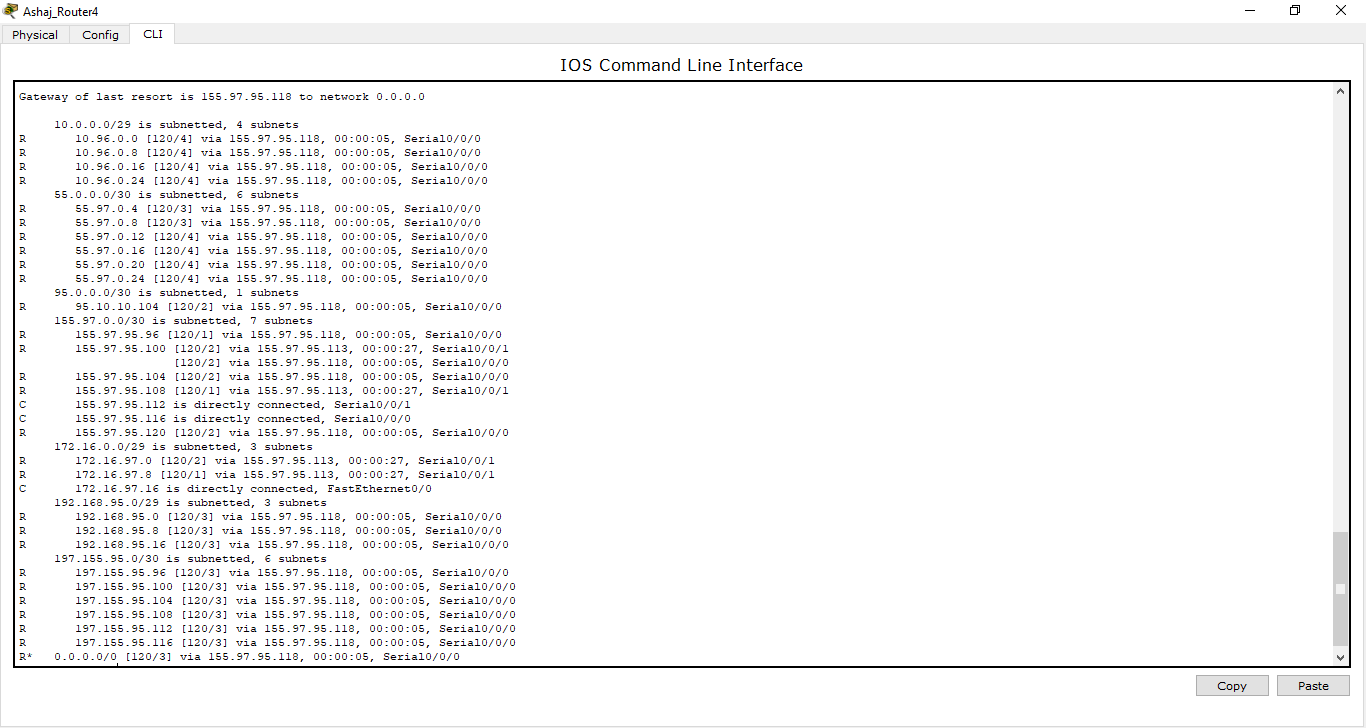 Ashaj_Router4
Physical Config CLI
IOS Command Line Interface
Gateway of last resort is 155.97.95.118 to network 0.0.0.0
10.0.0.0/29 is subnetted, 4 subnets
R 10.96.0.0 [120/4] via 155.97.95.118, 00:00:05, Serial0/0/0
R 10.96.0.8 [120/4] via 155.97.95.118, 00:00:05, Serial0/0/0
R 10.96.0.16 [120/4] via 155.97.95.118, 00:00:05, Serial0/0/0
R 10.96.0.24 [120/4] via 155.97.95.118, 00:00:05, Serial0/0/0
55.0.0.0/30 is subnetted, 6 subnets
R 55.97.0.4 [120/3] via 155.97.95.118, 00:00:05, Serial0/0/0
R 55.97.0.8 [120/3] via 155.97.95.118, 00:00:05, Serial0/0/0
R 55.97.0.12 [120/4] via 155.97.95.118, 00:00:05, Serial0/0/0
R 55.97.0.16 [120/4] via 155.97.95.118, 00:00:05, Serial0/0/0
R 55.97.0.20 [120/4] via 155.97.95.118, 00:00:05, Serial0/0/0
R 55.97.0.24 [120/4] via 155.97.95.118, 00:00:05, Serial0/0/0
95.0.0.0/30 is subnetted, 1 subnets
R 95.10.10.104 [120/2] via 155.97.95.118, 00:00:05, Serial0/0/0
155.97.0.0/30 is subnetted, 7 subnets
R 155.97.95.96 [120/1] via 155.97.95.118, 00:00:05, Serial0/0/0
R 155.97.95.100 [120/2] via 155.97.95.113, 00:00:27, Serial0/0/1
[120/2] via 155.97.95.118, 00:00:05, Serial0/0/0
R 155.97.95.104 [120/2] via 155.97.95.118, 00:00:05, Serial0/0/0
R 155.97.95.108 [120/1] via 155.97.95.113, 00:00:27, Serial0/0/1
C 155.97.95.112 is directly connected, Serial0/0/1
C 155.97.95.116 is directly connected, Serial0/0/0
R 155.97.95.120 [120/2] via 155.97.95.118, 00:00:05, Serial0/0/0
172.16.0.0/29 is subnetted, 3 subnets
R 172.16.97.0 [120/2] via 155.97.95.113, 00:00:27, Serial0/0/1
R 172.16.97.8 [120/1] via 155.97.95.113, 00:00:27, Serial0/0/1
C 172.16.97.16 is directly connected, FastEthernet0/0
192.168.95.0/29 is subnetted, 3 subnets
R 192.168.95.0 [120/3] via 155.97.95.118, 00:00:05, Serial0/0/0
R 192.168.95.8 [120/3] via 155.97.95.118, 00:00:05, Serial0/0/0
R 192.168.95.16 [120/3] via 155.97.95.118, 00:00:05, Serial0/0/0
197.155.95.0/30 is subnetted, 6 subnets
R 197.155.95.96 [120/3] via 155.97.95.118, 00:00:05, Serial0/0/0
R 197.155.95.100 [120/3] via 155.97.95.118, 00:00:05, Serial0/0/0
R 197.155.95.104 [120/3] via 155.97.95.118, 00:00:05, Serial0/0/0
R 197.155.95.108 [120/3] via 155.97.95.118, 00:00:05, Serial0/0/0
R 197.155.95.112 [120/3] via 155.97.95.118, 00:00:05, Serial0/0/0
R 197.155.95.116 [120/3] via 155.97.95.118, 00:00:05, Serial0/0/0
R* 0.0.0.0/0 [120/3] via 155.97.95.118, 00:00:05, Serial0/0/0
Copy Paste